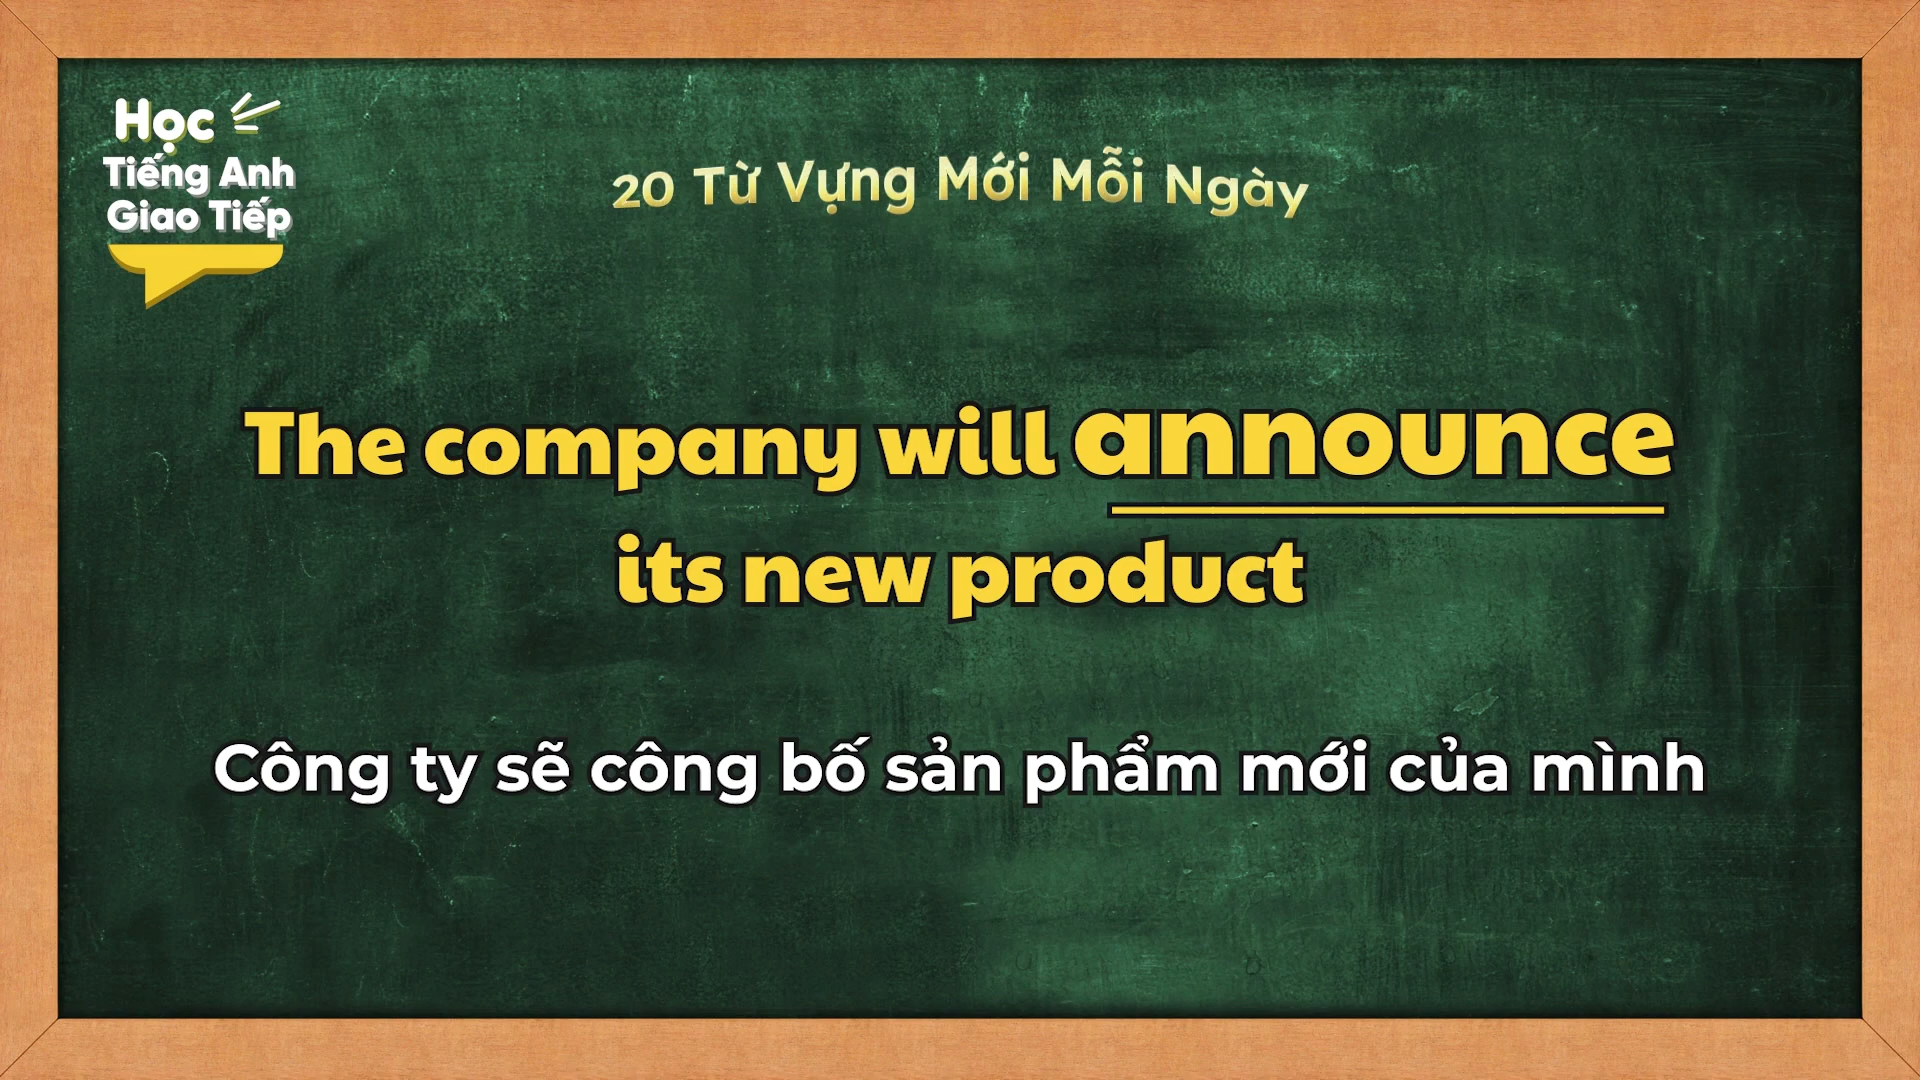 Học
Tiếng Anh
Giao Tiếp
20 Từ Vựng Mới Mỗi Ngày
The company will announce
its new product
Công ty sẽ công bố sản phẩm mới của mình